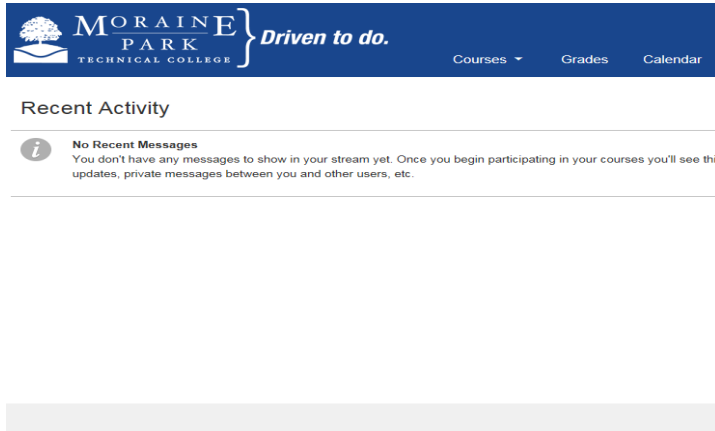 MORAINE
PARK
TECHNICAL COLLEGE
Driven to do.
Courses Grades Calendar
Recent Activity
i
No Recent Messages
You don't have any messages to show in your stream yet. Once you begin participating in your courses you'll see
updates, private messages between you and other users, etc.